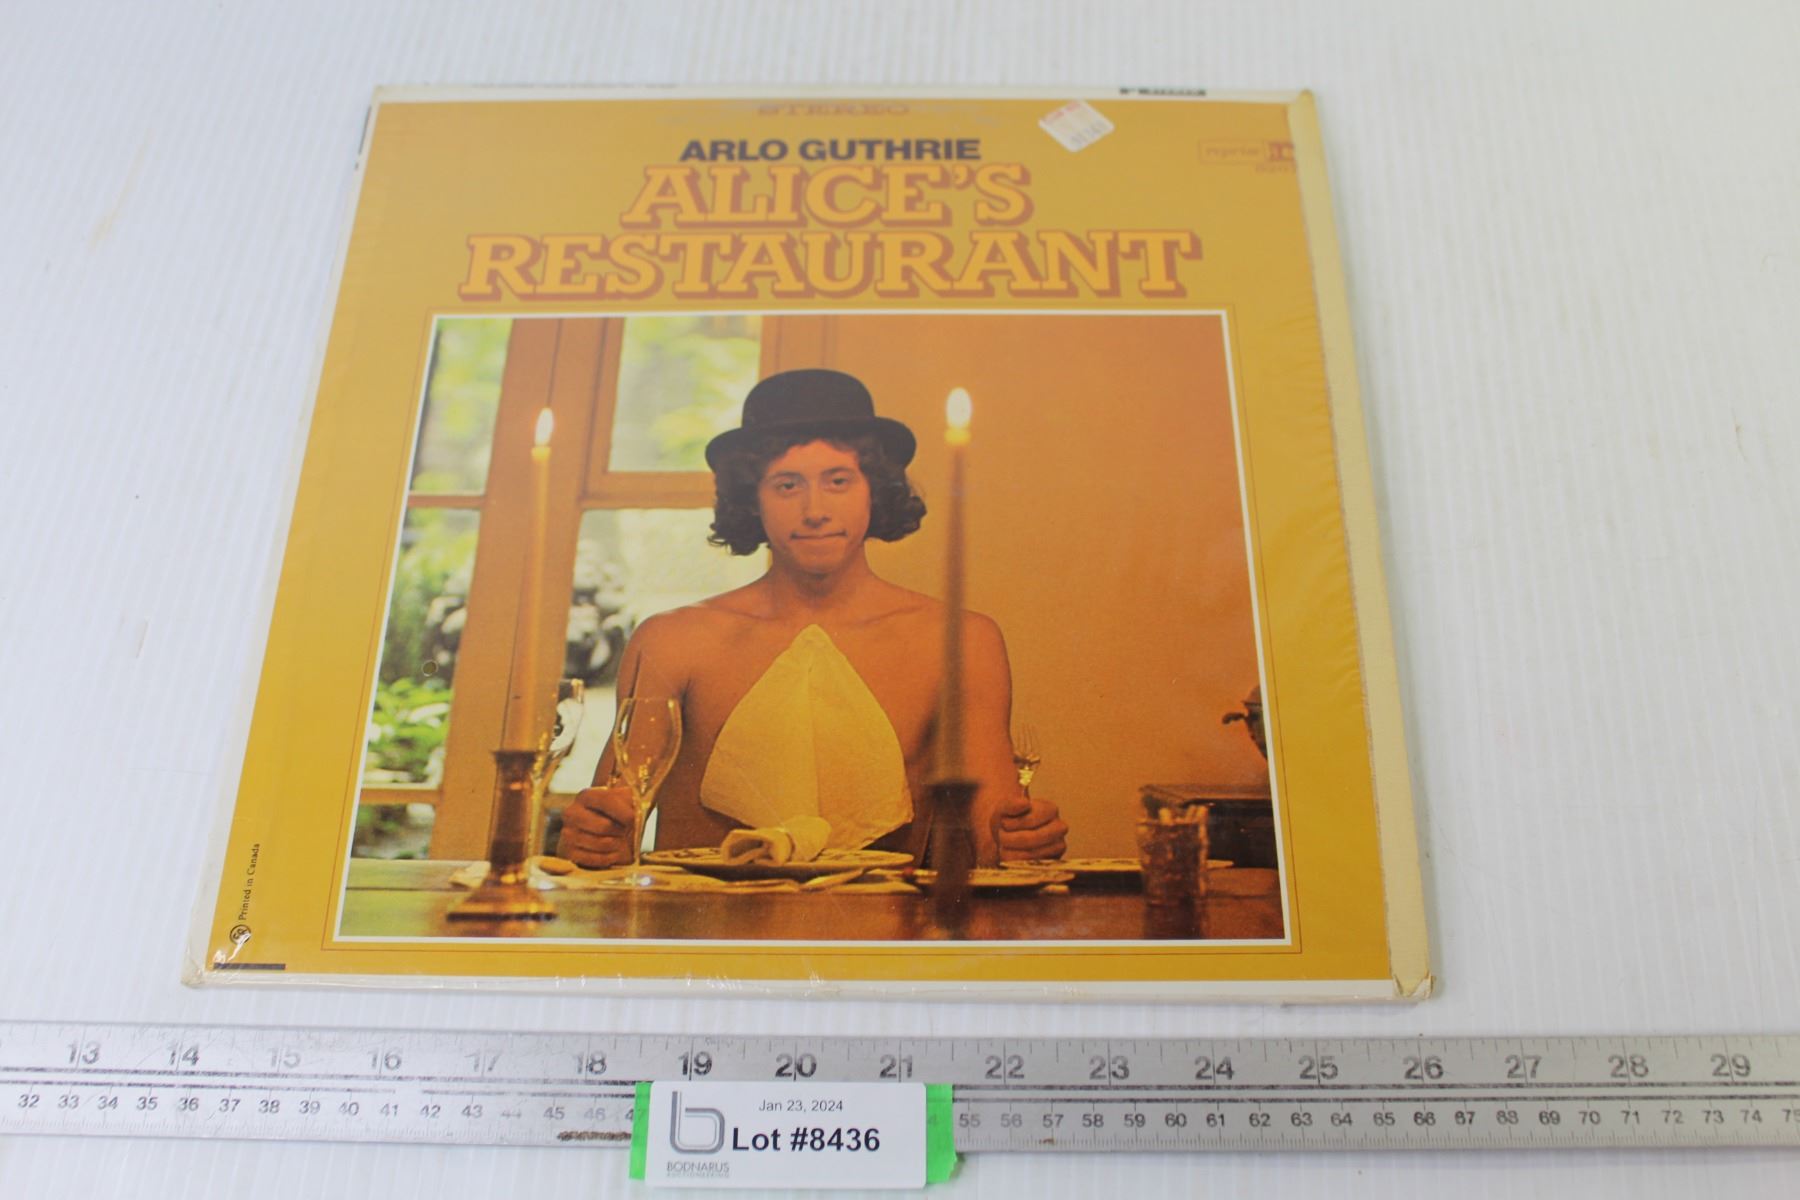 STEREO
ARLO GUTHRIE
ALICE'S
RESTAURANT
reprise
Printed in Canada
13 14 15 16 17 18 19 20 21 22 23 24 25 26 27 28 29
32 33 34 35 36 37 38 39 40 41 42 43 44 45 46 47 55 56 57 58 59 60 61 62 63 64 65 66 67 68 69 70 71 72 73 74 75
Jan 23, 2024
Lot #8436
BODNARUS
AUCTIONEERING